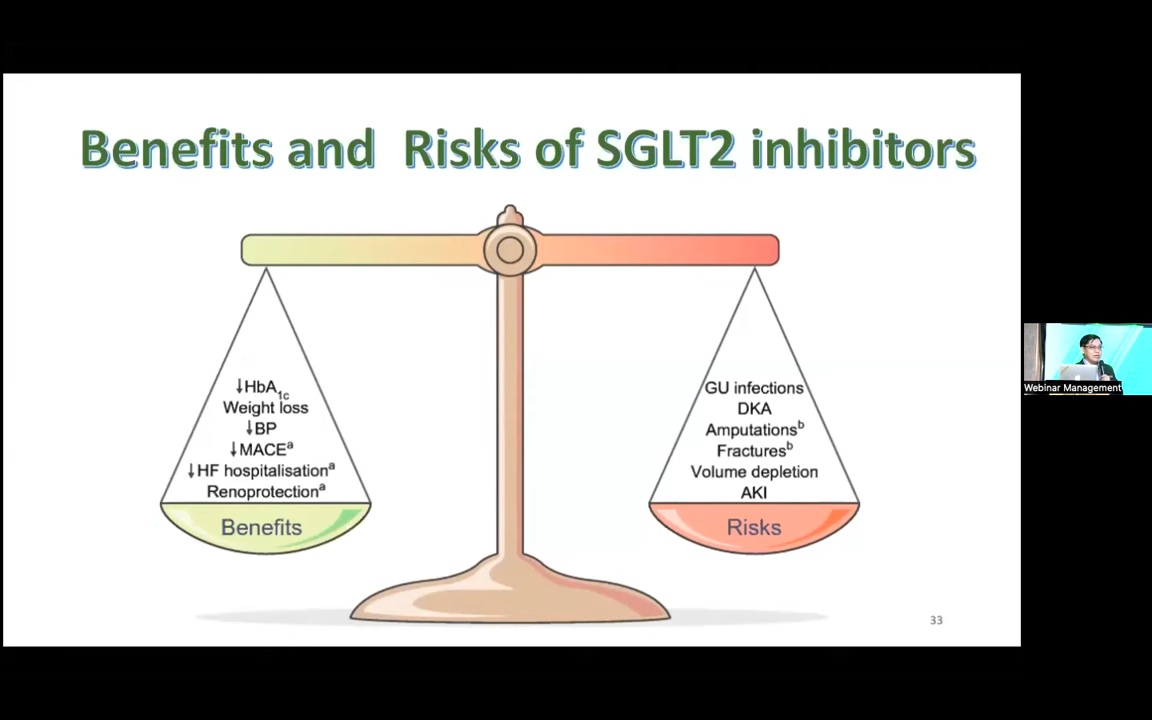 Benefits and Risks of SGLT2 inhibitors
↓HbA1c
Weight loss
↓BP
↓MACEa
↓HF hospitalisationa
Renoprotectiona
Benefits
GU infections
DKA
Amputationsb
Fracturesb
Volume depletion
AKI
Risks
33
Webinar Management